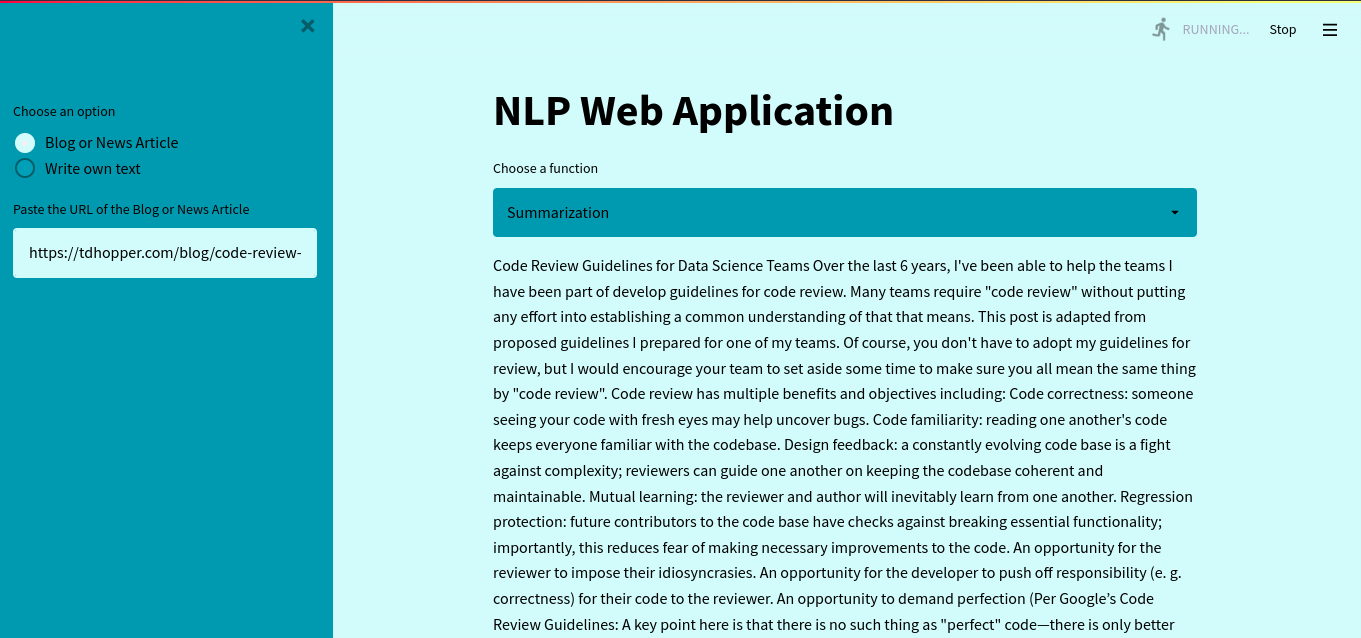 RUNNING...
Stop
Choose an option
Blog or News Article
Write own text
Paste the URL of the Blog or News Article
https://tdhopper.com/blog/code-review-
NLP Web Application
Choose a function
Summarization
Code Review Guidelines for Data Science Teams Over the last 6 years, I've been able to help the teams I
have been part of develop guidelines for code review. Many teams require "code review" without putting
any effort into establishing a common understanding of that that means. This post is adapted from
proposed guidelines I prepared for one of my teams. Of course, you don't have to adopt my guidelines for
review, but I would encourage your team to set aside some time to make sure you all mean the same thing
by "code review". Code review has multiple benefits and objectives including: Code correctness: someone
seeing your code with fresh eyes may help uncover bugs. Code familiarity: reading one another's code
keeps everyone familiar with the codebase. Design feedback: a constantly evolving code base is a fight
against complexity; reviewers can guide one another on keeping the codebase coherent and
maintainable. Mutual learning: the reviewer and author will inevitably learn from one another. Regression
protection: future contributors to the code base have checks against breaking essential functionality;
importantly, this reduces fear of making necessary improvements to the code. An opportunity for the
reviewer to impose their idiosyncrasies. An opportunity for the developer to push off responsibility (e. g.
correctness) for their code to the reviewer. An opportunity to demand perfection (Per Google’s Code
Review Guidelines: A key point here is that there is no such thing as "perfect" code—there is only better